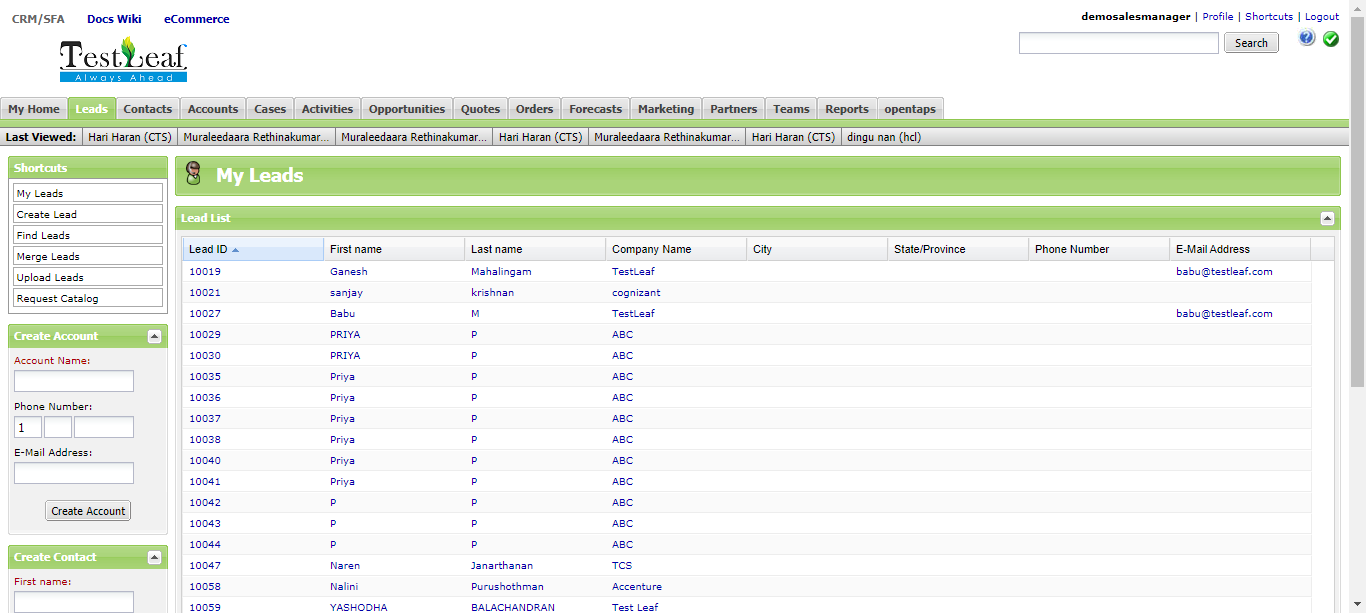 CRM/SFA Docs Wiki eCommerce
demosalesmanager | Profile | Shortcuts | Logout
TestLeaf
Always Ahead
Search
?
My Home Leads Contacts Accounts Cases Activities Opportunities Quotes Orders Forecasts Marketing Partners Teams Reports opentaps
Last Viewed: Hari Haran (CTS) Muraleedaara Rethinakumar... Muraleedaara Rethinakumar... Hari Haran (CTS) Muraleedaara Rethinakumar... Hari Haran (CTS) dingu nan (hcl)
Shortcuts
My Leads
Create Lead
Find Leads
Merge Leads
Upload Leads
Request Catalog
Create Account
Account Name:
Phone Number:
1
E-Mail Address:
Create Account
Create Contact
First name:
My Leads
Lead List
Lead ID First name Last name Company Name City State/Province Phone Number E-Mail Address
10019 Ganesh Mahalingam TestLeaf babu@testleaf.com
10021 sanjay krishnan cognizant
10027 Babu M TestLeaf babu@testleaf.com
10029 PRIYA P ABC
10030 PRIYA P ABC
10035 Priya P ABC
10036 Priya P ABC
10037 Priya P ABC
10038 Priya P ABC
10040 Priya P ABC
10041 Priya P ABC
10042 P P ABC
10043 P P ABC
10044 P P ABC
10047 Naren Janarthanan TCS
10058 Nalini Purushothman Accenture
10059 YASHODHA BALACHANDRAN Test Leaf